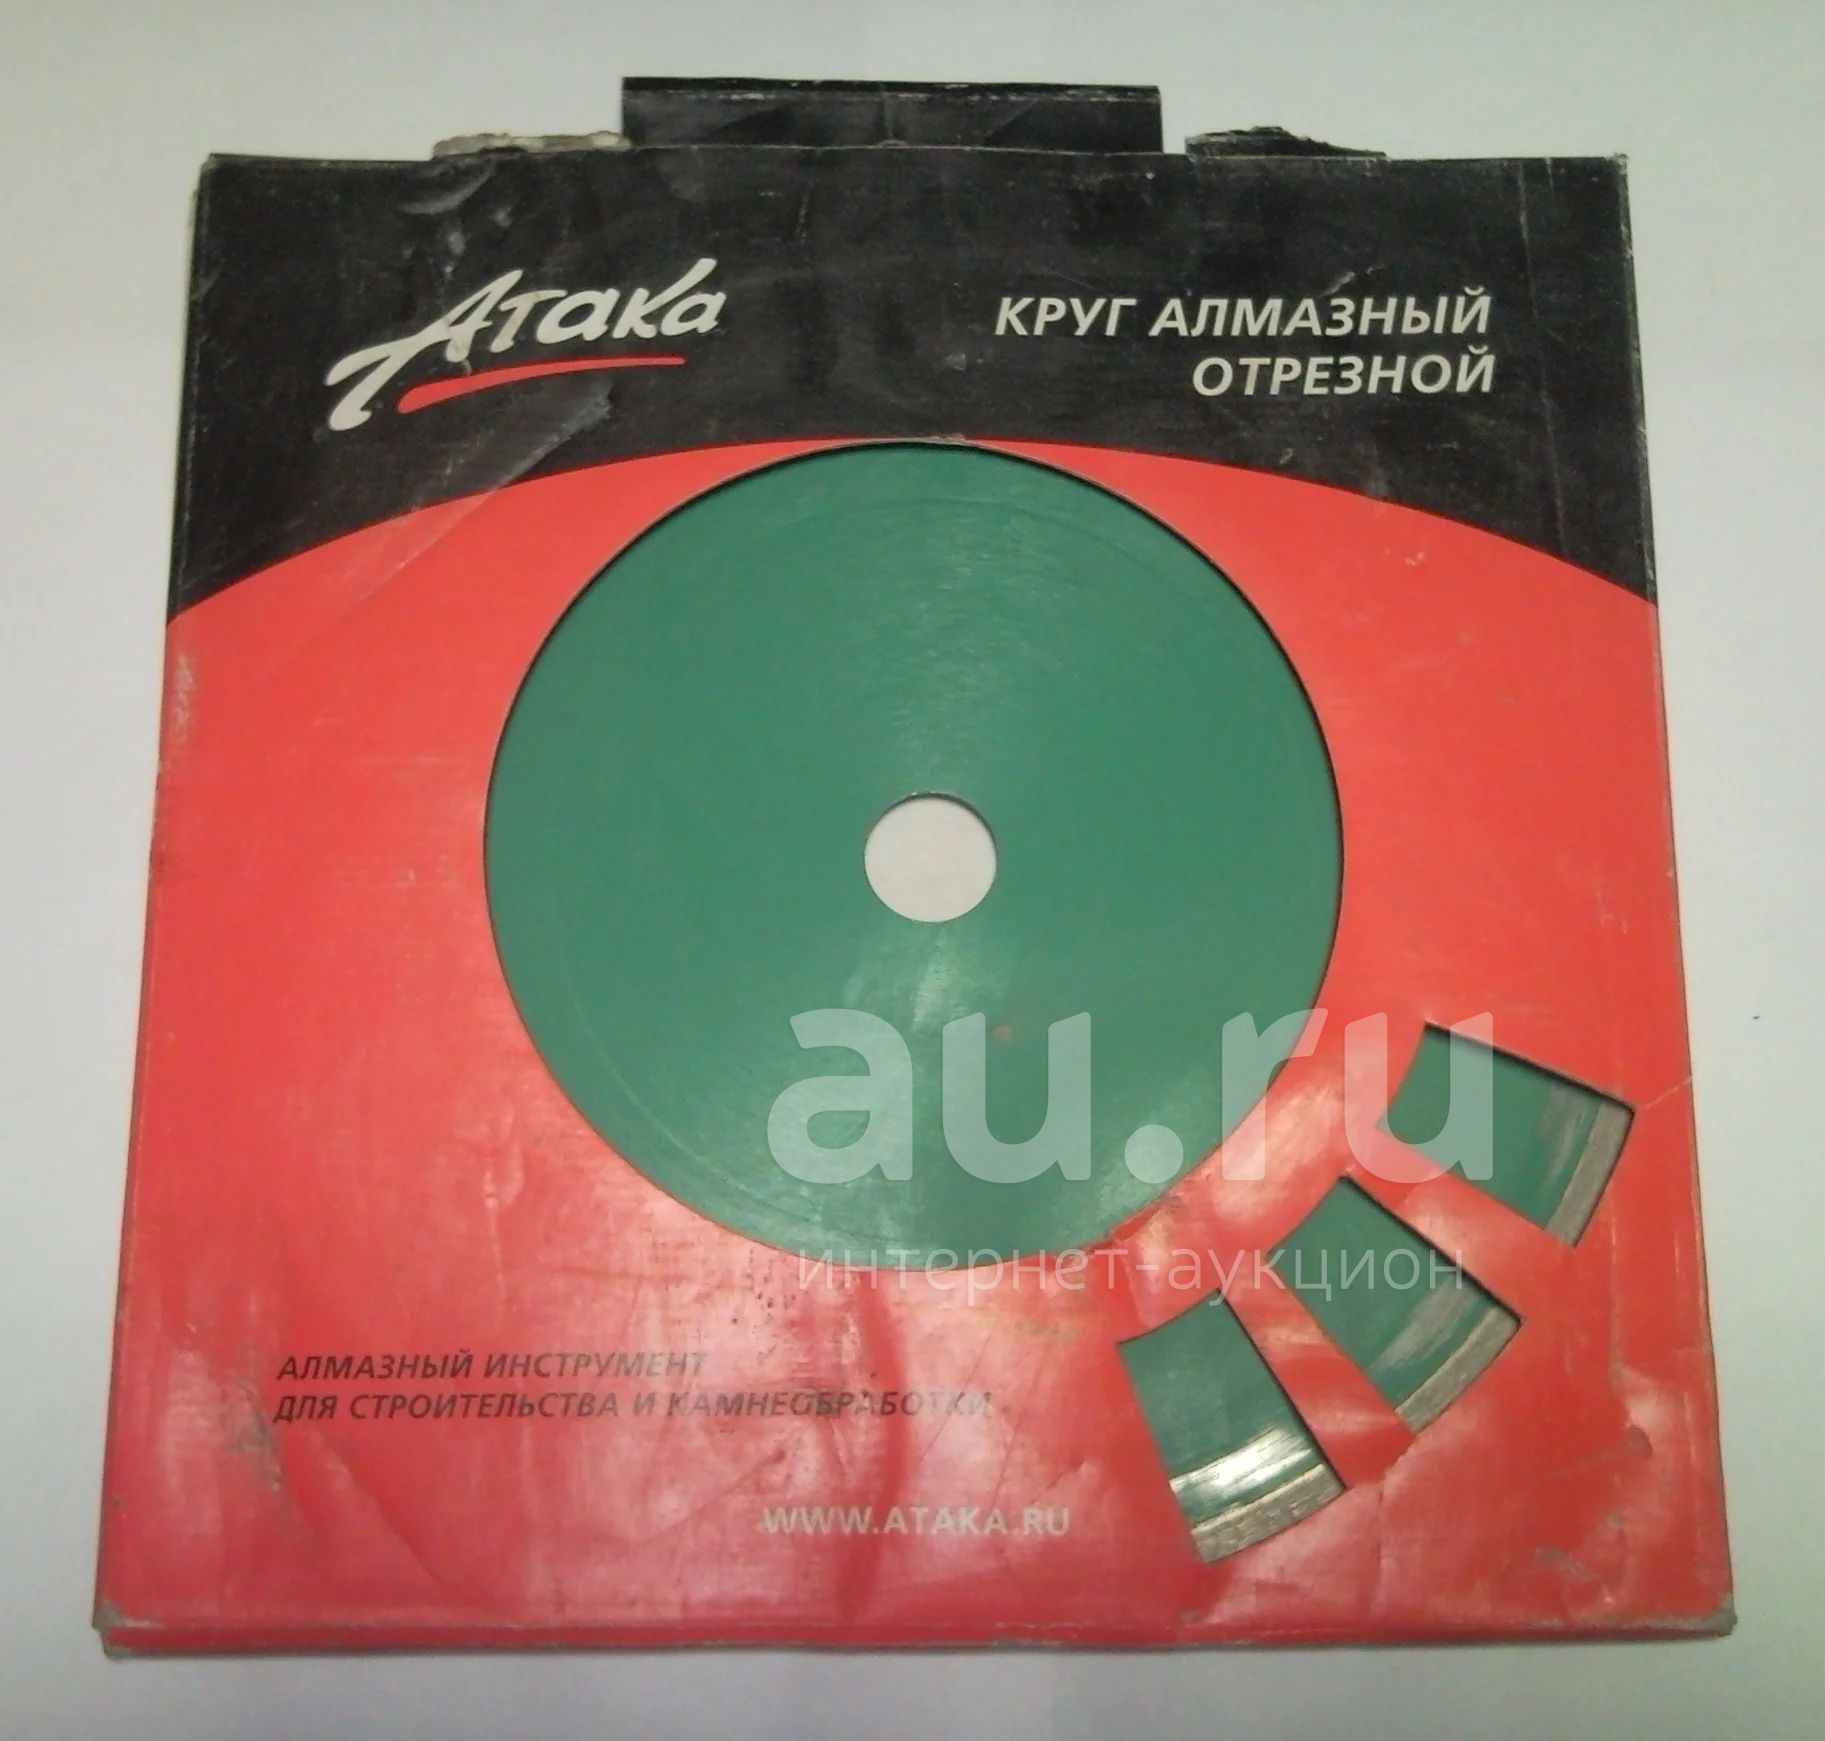 Атака
КРУГ АЛМАЗНЫЙ
ОТРЕЗНОЙ
au.ru
интернет-аукцион
АЛМАЗНЫЙ ИНСТРУМЕНТ
ДЛЯ СТРОИТЕЛЬСТВА И КАМНЕОБРАБОТКИ
WWW.ATAKA.RU